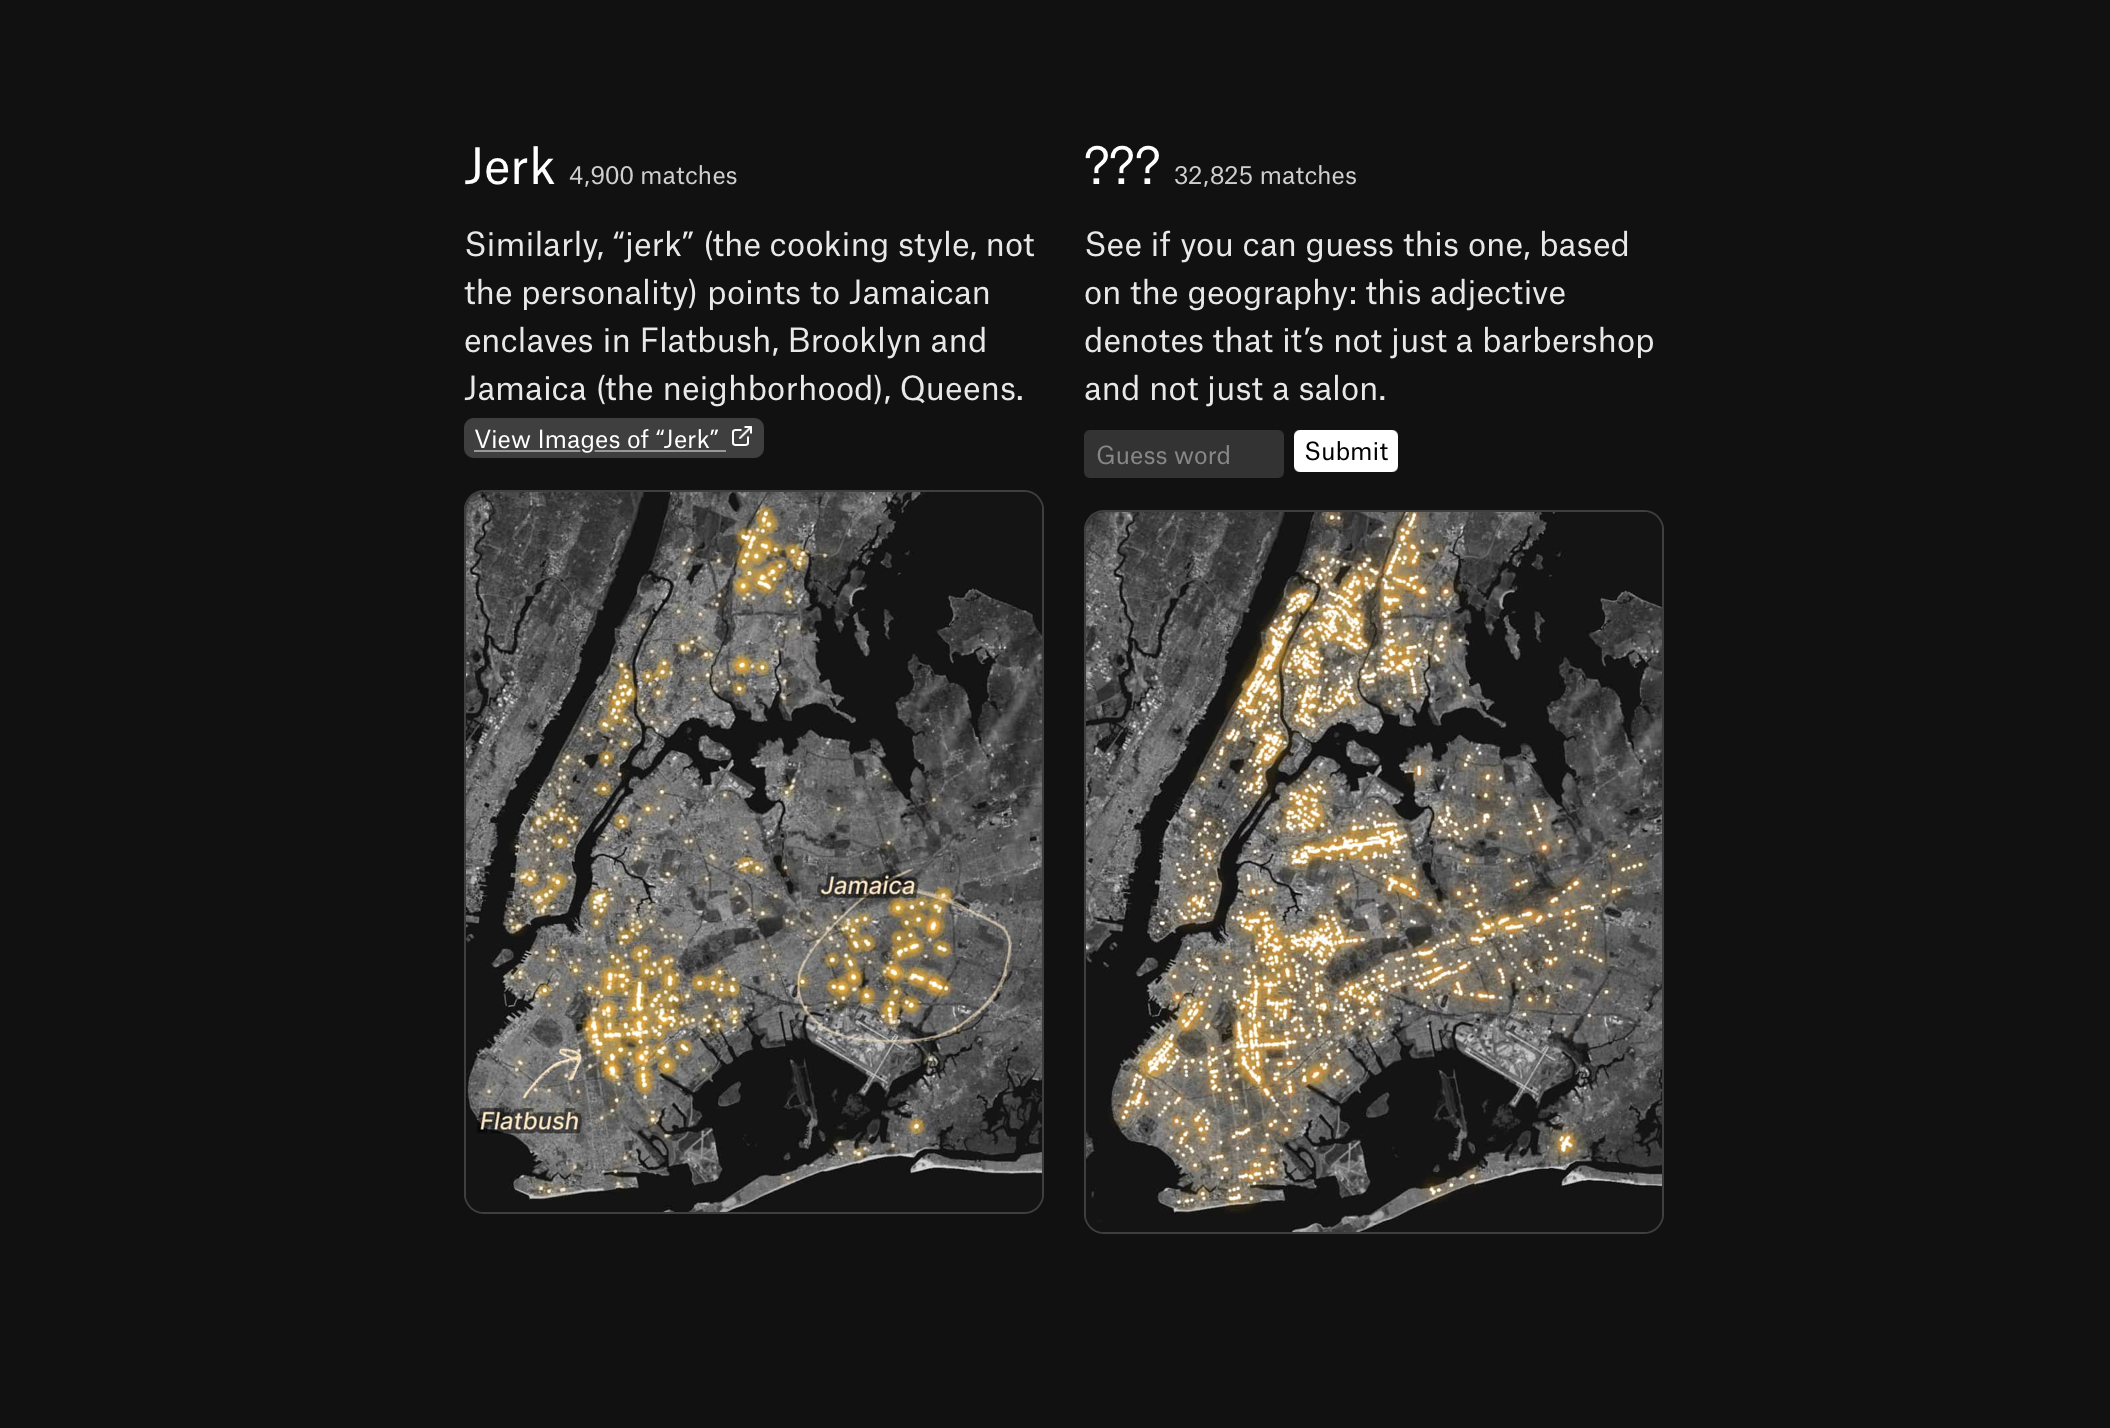 Jerk 4,900 matches
Similarly, “jerk” (the cooking style, not
the personality) points to Jamaican
enclaves in Flatbush, Brooklyn and
Jamaica (the neighborhood), Queens.
View Images of “Jerk”
Jamaica
Flatbush
??? 32,825 matches
See if you can guess this one, based
on the geography: this adjective
denotes that it’s not just a barbershop
and not just a salon.
Guess word
Submit